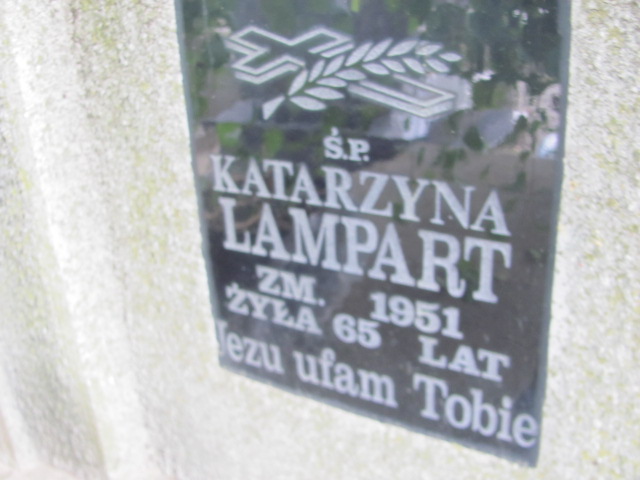 Ś.P.
KATARZYNA
LAMPART
ZM. 1951
ŻYŁA 65 LAT
Jezu ufam Tobie